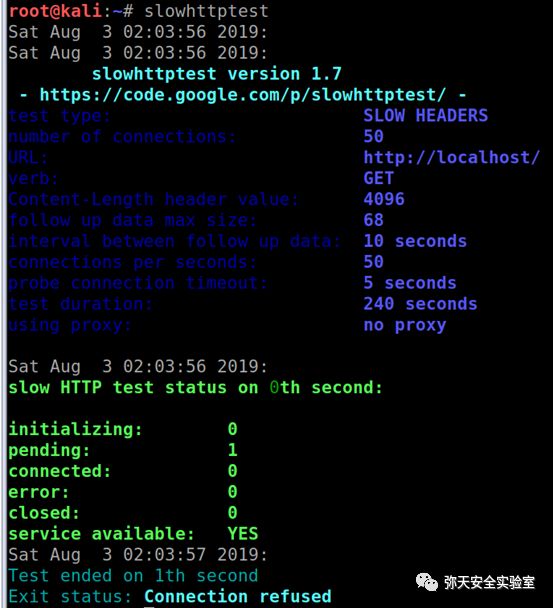 root@kali:~# slowhttptest
Sat Aug  3 02:03:56 2019:
Sat Aug  3 02:03:56 2019:
        slowhttptest version 1.7
 - https://code.google.com/p/slowhttptest/ -
test type:                        SLOW HEADERS
number of connections:            50
URL:                              http://localhost/
verb:                             GET
Content-Length header value:      4096
follow up data max size:          68
interval between follow up data:  10 seconds
connections per seconds:          50
probe connection timeout:         5 seconds
test duration:                    240 seconds
using proxy:                      no proxy
Sat Aug  3 02:03:56 2019:
slow HTTP test status on 0th second:
initializing:        0
pending:             1
connected:           0
error:               0
closed:              0
service available:   YES
Sat Aug  3 02:03:57 2019:
Test ended on 1th second
Exit status: Connection refused
弥天安全实验室